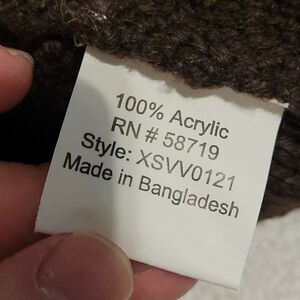 100% Acrylic
RN # 58719
Style: XSVV0121
Made in Bangladesh